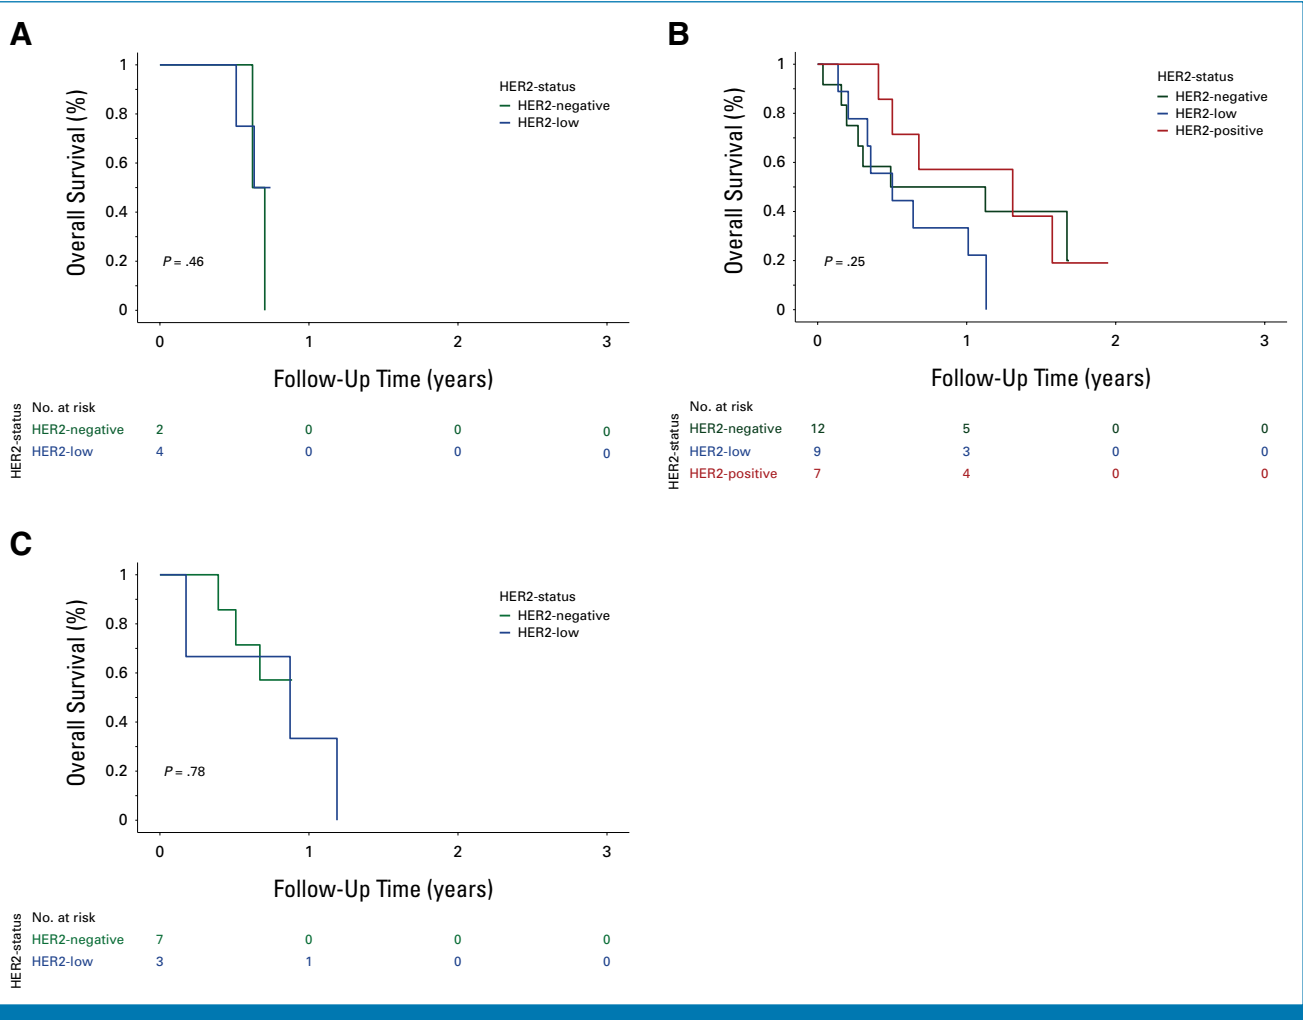 A
Overall Survival (%)
1
0.8
0.6
0.4
0.2
0
P = .46
HER2-status
HER2-negative
HER2-low
0 1 2 3
Follow-Up Time (years)
HER2-status
No. at risk
HER2-negative 2 0 0 0
HER2-low 4 0 0 0
B
Overall Survival (%)
1
0.8
0.6
0.4
0.2
0
P = .25
HER2-status
HER2-negative
HER2-low
HER2-positive
0 1 2 3
Follow-Up Time (years)
HER2-status
No. at risk
HER2-negative 12 5 0 0
HER2-low 9 3 0 0
HER2-positive 7 4 0 0
C
Overall Survival (%)
1
0.8
0.6
0.4
0.2
0
P = .78
HER2-status
HER2-negative
HER2-low
0 1 2 3
Follow-Up Time (years)
HER2-status
No. at risk
HER2-negative 7 0 0 0
HER2-low 3 1 0 0